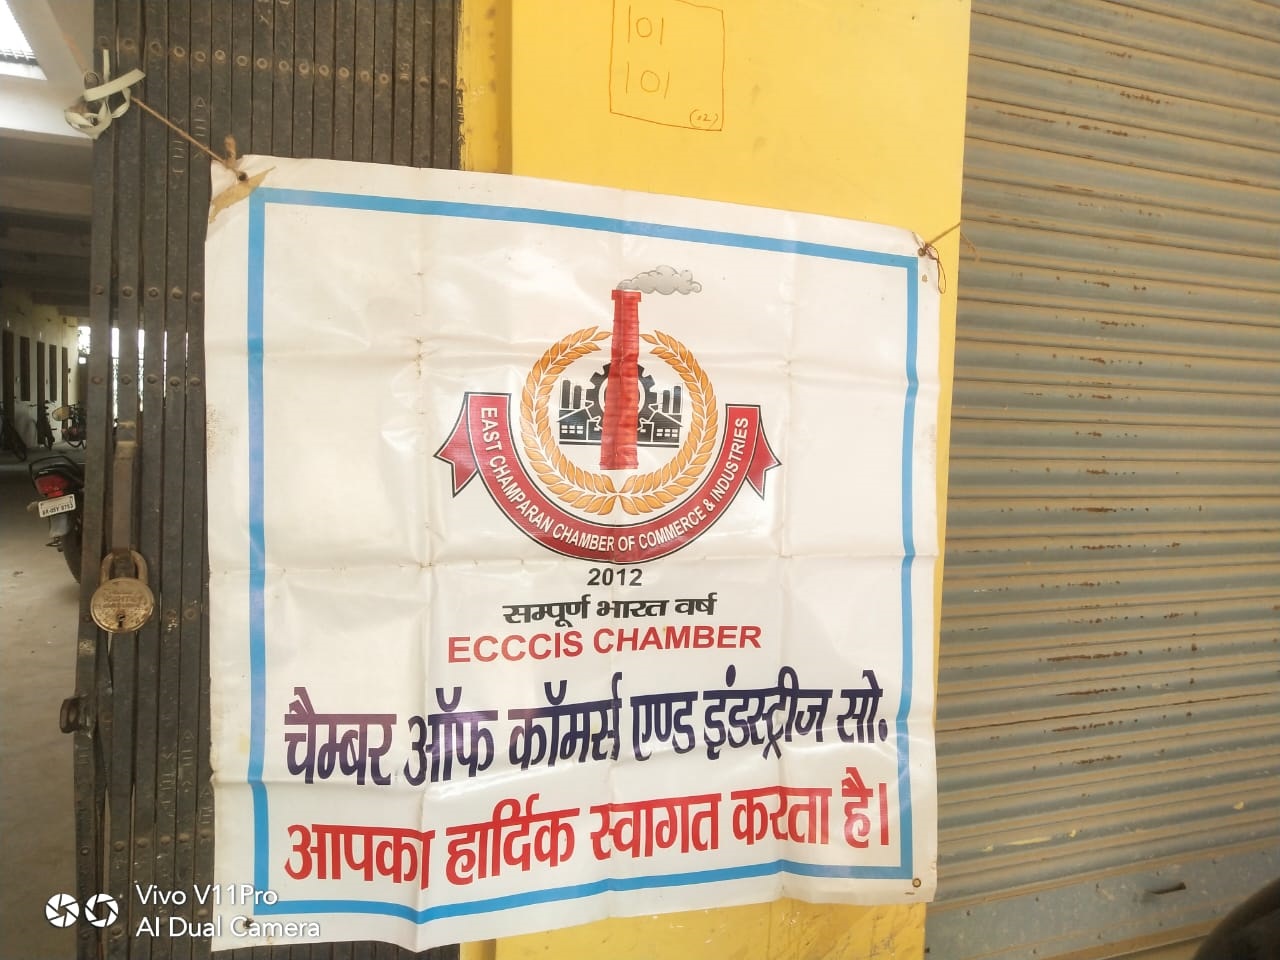 101
101
(02)
EAST CHAMPARAN CHAMBER OF COMMERCE & INDUSTRIES
2012
सम्पूर्ण भारत वर्ष
ECCCIS CHAMBER
चैम्बर ऑफ कॉमर्स एण्ड इंडस्ट्रीज सो.
आपका हार्दिक स्वागत करता है।
Vivo V11Pro
AI Dual Camera